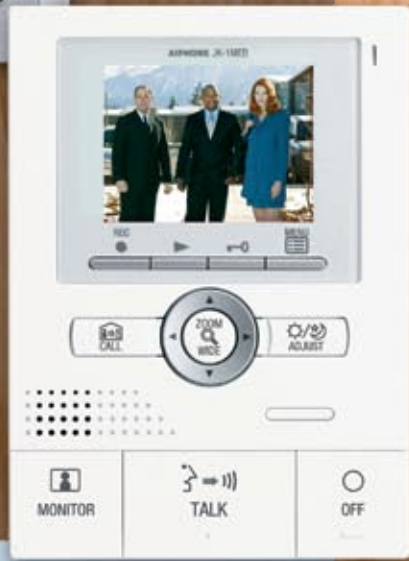 AIPHONE JK-1MED
REC
MENU
CALL
ZOOM
WIDE
ADJUST
MONITOR
TALK
OFF